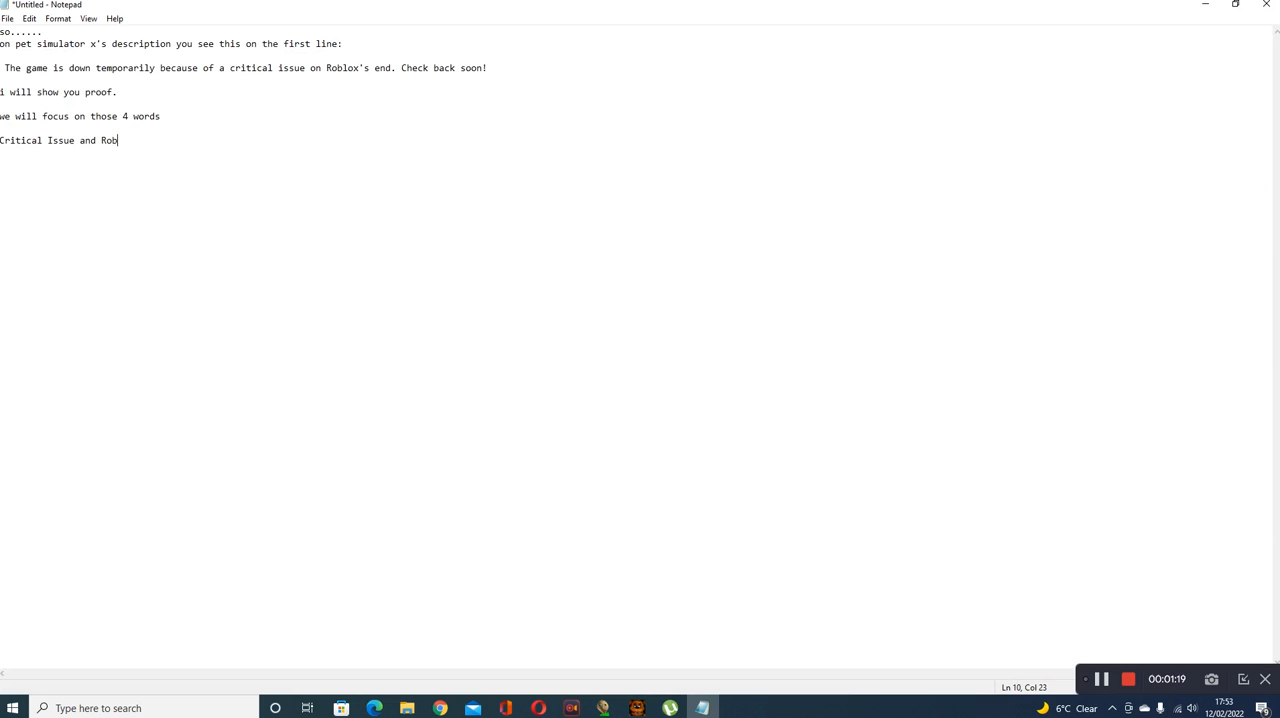 *Untitled - Notepad
File Edit Format View Help
so......
on pet simulator x's description you see this on the first line:
The game is down temporarily because of a critical issue on Roblox's end. Check back soon!
i will show you proof.
we will focus on those 4 words
Critical Issue and Rob
Ln 10, Col 23
00:01:19
Type here to search
6°C Clear
17:53
12/02/2022